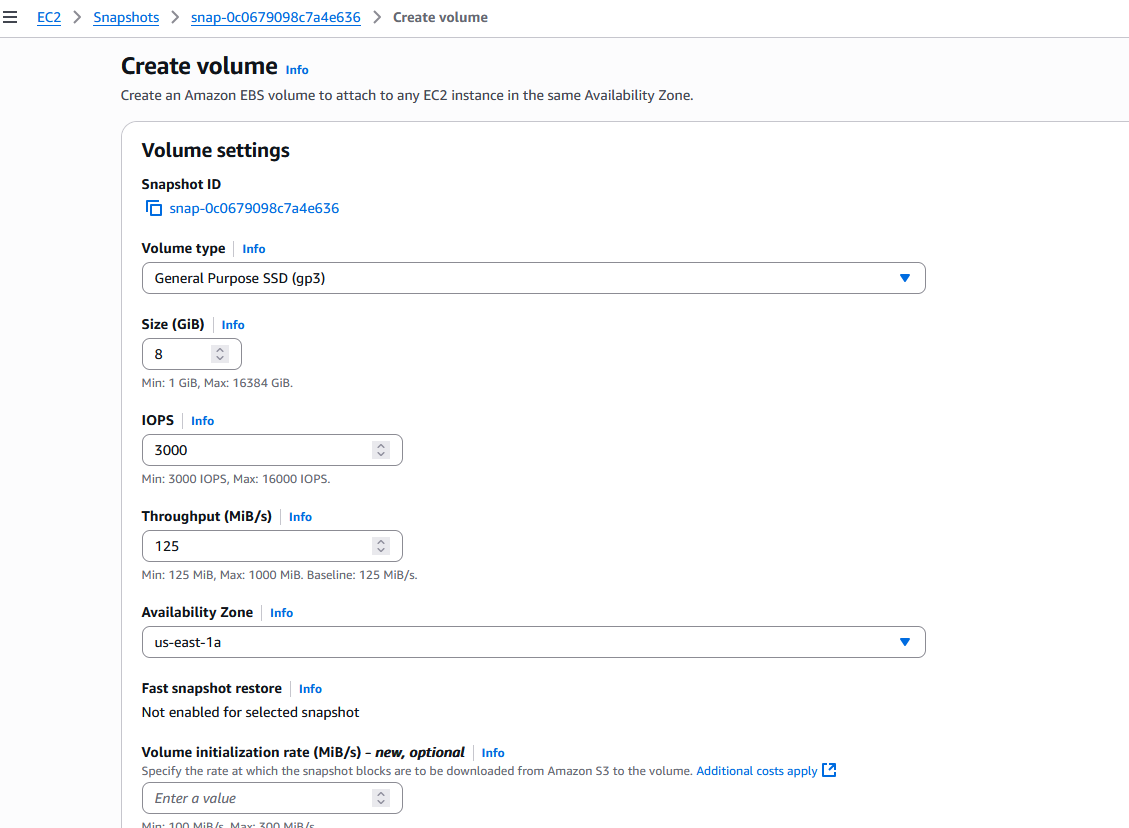 EC2 > Snapshots > snap-0c0679098c7a4e636 > Create volume
Create volume Info
Create an Amazon EBS volume to attach to any EC2 instance in the same Availability Zone.
Volume settings
Snapshot ID
snap-0c0679098c7a4e636
Volume type Info
General Purpose SSD (gp3)
Size (GiB) Info
8
Min: 1 GiB, Max: 16384 GiB.
IOPS Info
3000
Min: 3000 IOPS, Max: 16000 IOPS.
Throughput (MiB/s) Info
125
Min: 125 MiB, Max: 1000 MiB. Baseline: 125 MiB/s.
Availability Zone Info
us-east-1a
Fast snapshot restore Info
Not enabled for selected snapshot
Volume initialization rate (MiB/s) – new, optional Info
Specify the rate at which the snapshot blocks are to be downloaded from Amazon S3 to the volume. Additional costs apply
Enter a value
Min: 100 MiB/s, Max: 300 MiB/s.